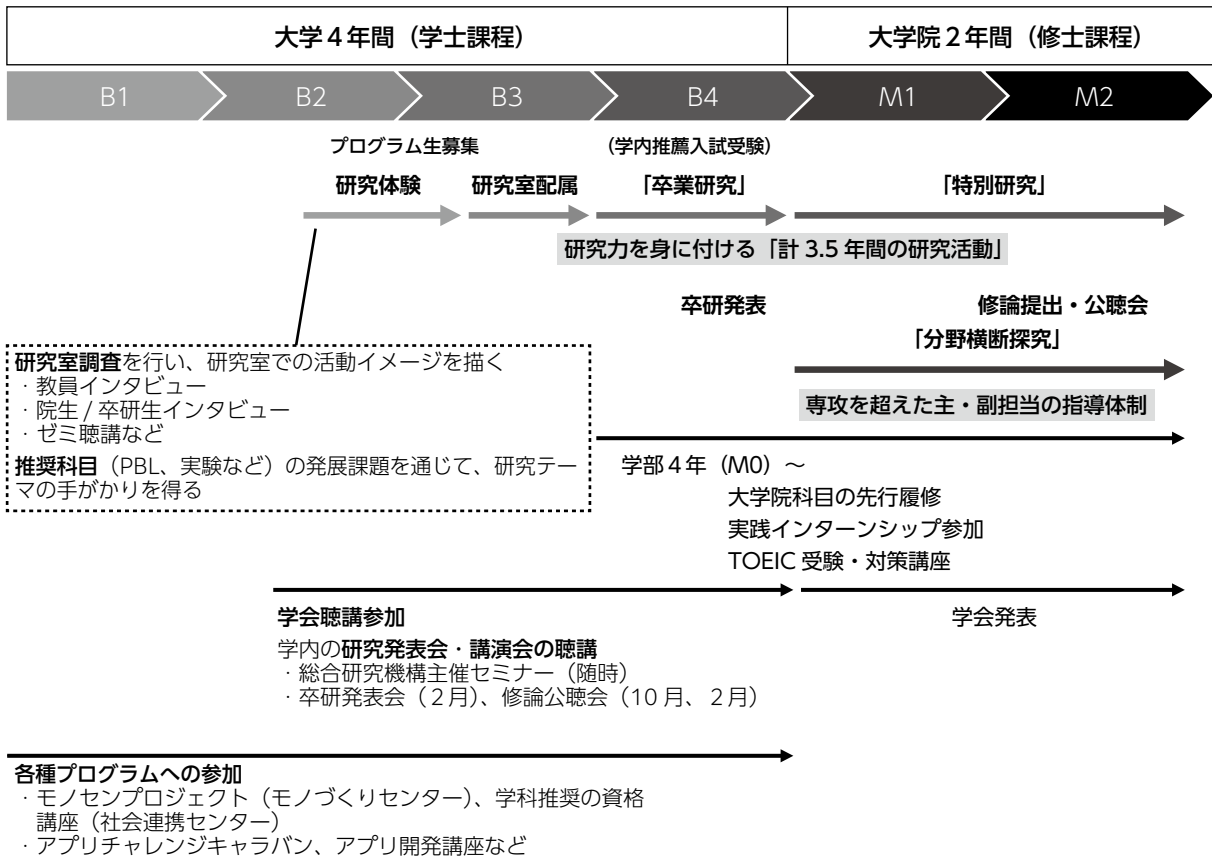 大学４年間（学士課程）
大学院２年間（修士課程）
B1
B2
B3
B4
M1
M2
プログラム生募集
（学内推薦入試受験）
研究体験
研究室配属
「卒業研究」
「特別研究」
研究力を身に付ける「計 3.5 年間の研究活動」
卒研発表
修論提出・公聴会
「分野横断探究」
専攻を超えた主・副担当の指導体制
研究室調査を行い、研究室での活動イメージを描く
・教員インタビュー
・院生 / 卒研生インタビュー
・ゼミ聴講など
推奨科目（PBL、実験など）の発展課題を通じて、研究テー
マの手がかりを得る
学部４年（M0）～
大学院科目の先行履修
実践インターンシップ参加
TOEIC 受験・対策講座
学会聴講参加
学会発表
学内の研究発表会・講演会の聴講
・総合研究機構主催セミナー（随時）
・卒研発表会（２月）、修論公聴会（10 月、２月）
各種プログラムへの参加
・モノセンプロジェクト（モノづくりセンター）、学科推奨の資格
講座（社会連携センター）
・アプリチャレンジキャラバン、アプリ開発講座など